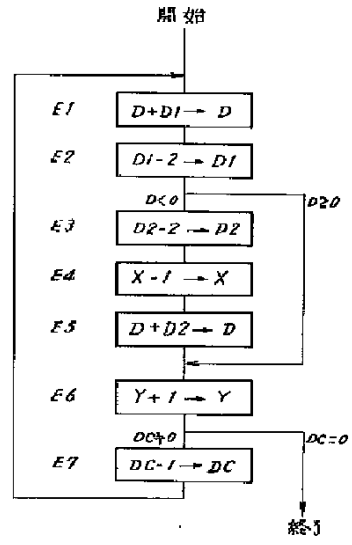 開始
E1 D+D1→D
E2 D1-2→D1
D<0 D≧0
E3 D2-2→D2
E4 X-1→X
E5 D+D2→D
E6 Y+1→Y
DC≠0 DC=0
E7 DC-1→DC
終了